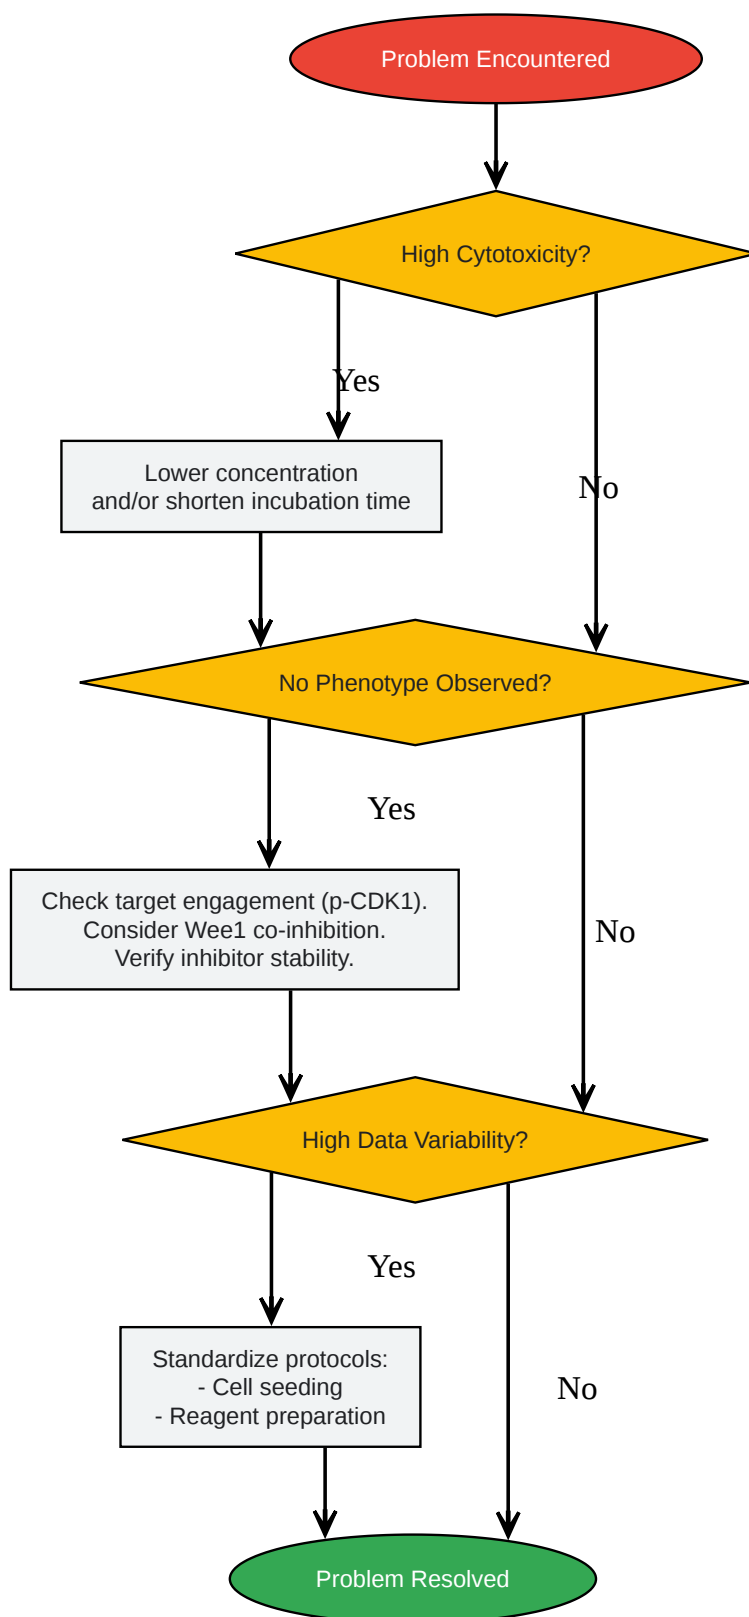 Problem Encountered
High Cytotoxicity?
Yes
Lower concentration
and/or shorten incubation time
No
No Phenotype Observed?
Yes
Check target engagement (p-CDK1).
Consider Wee1 co-inhibition.
Verify inhibitor stability.
No
High Data Variability?
Yes
Standardize protocols:
- Cell seeding
- Reagent preparation
No
Problem Resolved